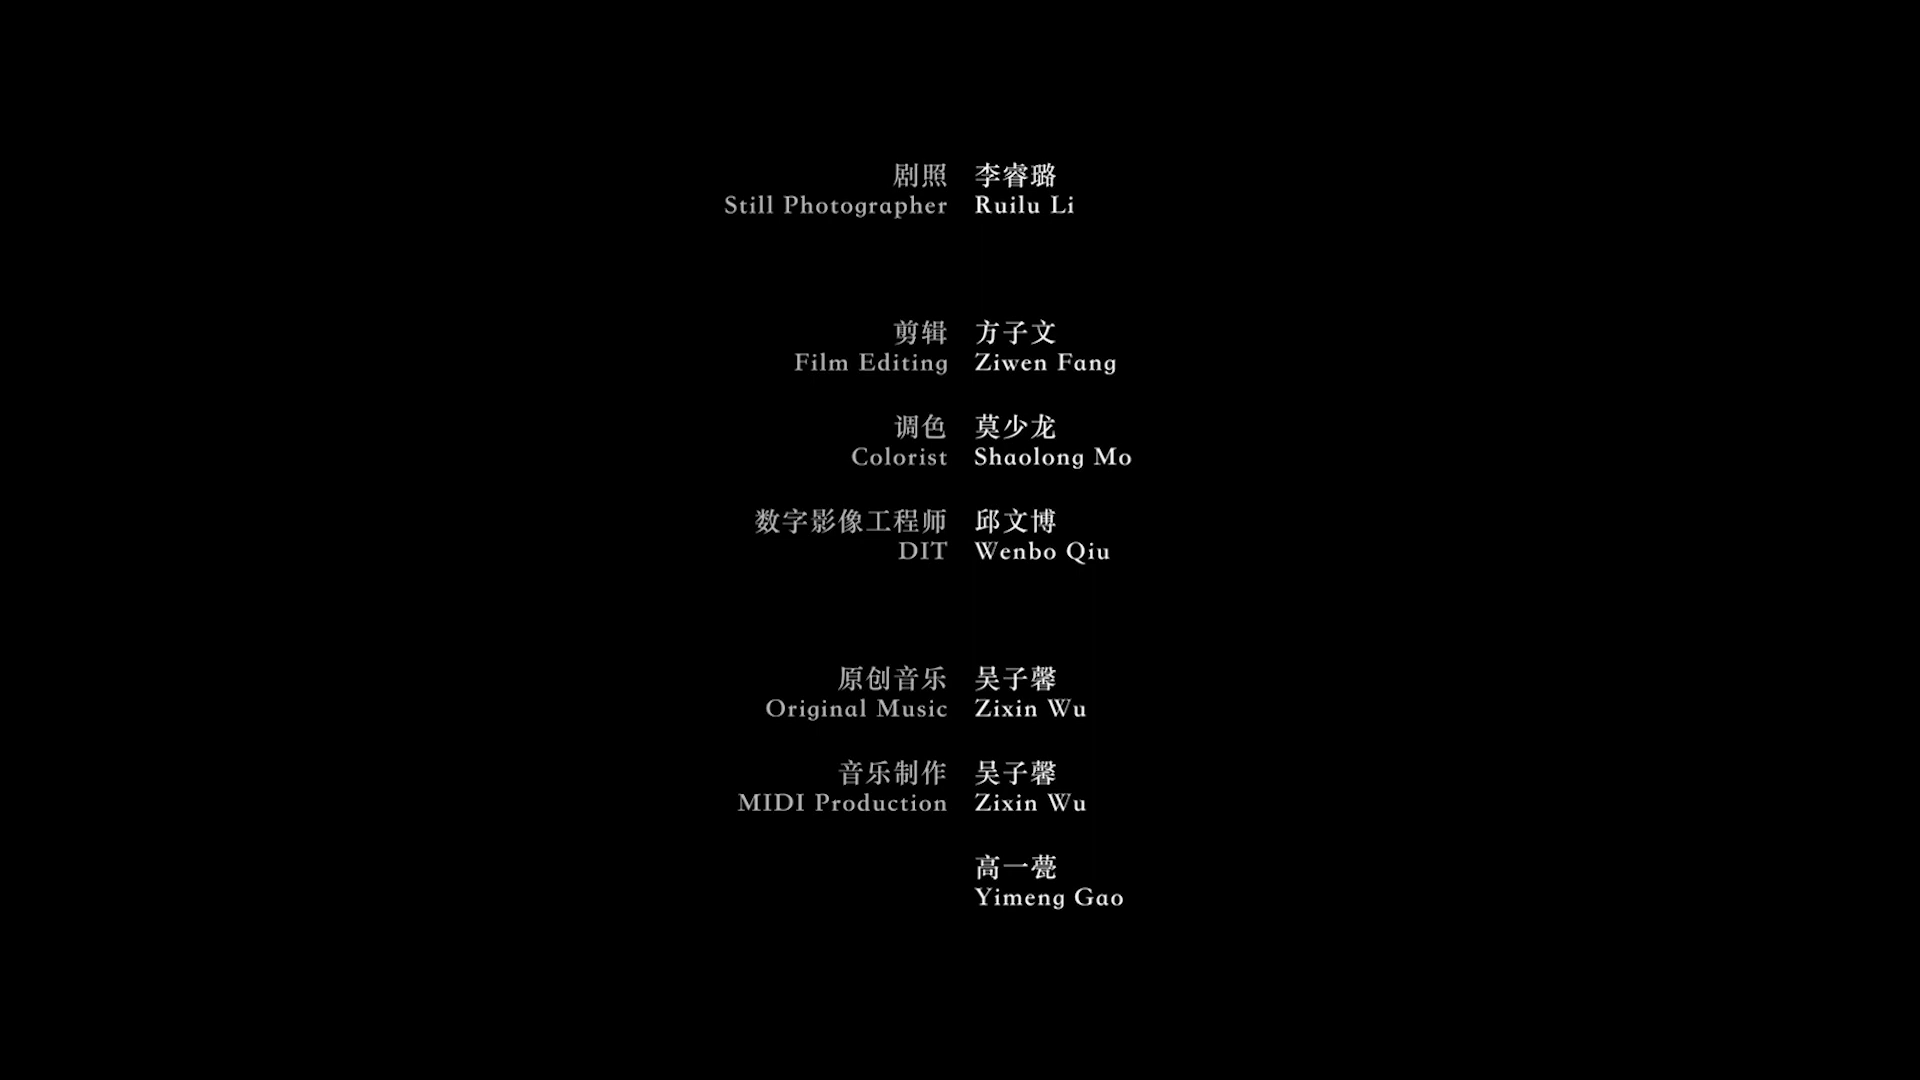 剧照 李睿璐
Still Photographer Ruilu Li
剪辑 方子文
Film Editing Ziwen Fang
调色 莫少龙
Colorist Shaolong Mo
数字影像工程师 邱文博
DIT Wenbo Qiu
原创音乐 吴子馨
Original Music Zixin Wu
音乐制作 吴子馨
MIDI Production Zixin Wu
高一甍
Yimeng Gao